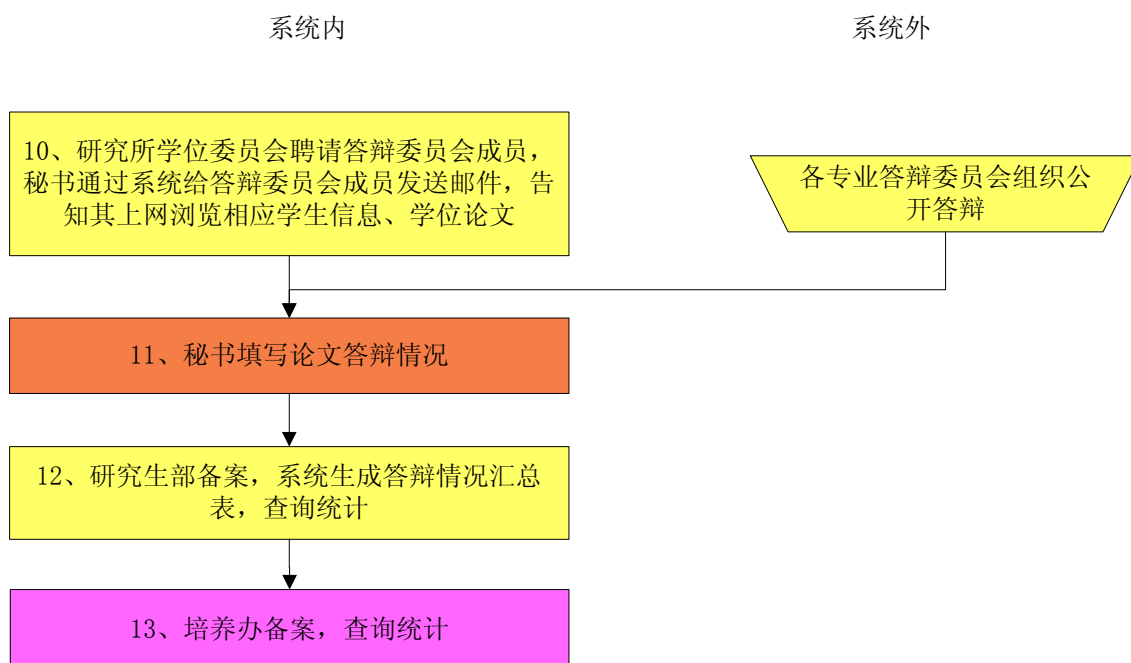 系统内
系统外
10、研究所学位委员会聘请答辩委员会成员，
秘书通过系统给答辩委员会成员发送邮件，告
知其上网浏览相应学生信息、学位论文
各专业答辩委员会组织公
开答辩
11、秘书填写论文答辩情况
12、研究生部备案，系统生成答辩情况汇总
表，查询统计
13、培养办备案，查询统计